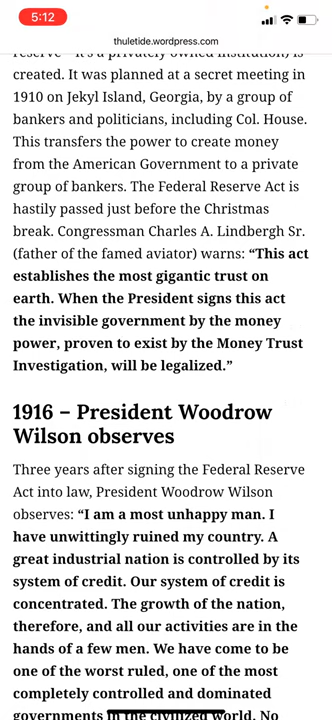 5:12
thuletide.wordpress.com
reserve – it's a privately owned institution) is
created. It was planned at a secret meeting in
1910 on Jekyl Island, Georgia, by a group of
bankers and politicians, including Col. House.
This transfers the power to create money
from the American Government to a private
group of bankers. The Federal Reserve Act is
hastily passed just before the Christmas
break. Congressman Charles A. Lindbergh Sr.
(father of the famed aviator) warns: “This act
establishes the most gigantic trust on
earth. When the President signs this act
the invisible government by the money
power, proven to exist by the Money Trust
Investigation, will be legalized.”
1916 – President Woodrow
Wilson observes
Three years after signing the Federal Reserve
Act into law, President Woodrow Wilson
observes: “I am a most unhappy man. I
have unwittingly ruined my country. A
great industrial nation is controlled by its
system of credit. Our system of credit is
concentrated. The growth of the nation,
therefore, and all our activities are in the
hands of a few men. We have come to be
one of the worst ruled, one of the most
completely controlled and dominated
governments in the civilized world. No